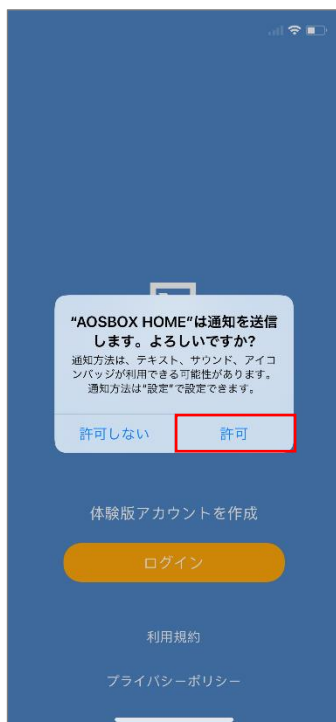 “AOSBOX HOME”は通知を送信
します。よろしいですか?
通知方法は、テキスト、サウンド、アイコ
ンバッジが利用できる可能性があります。
通知方法は“設定”で設定できます。
許可しない
許可
体験版アカウントを作成
ログイン
利用規約
プライバシーポリシー